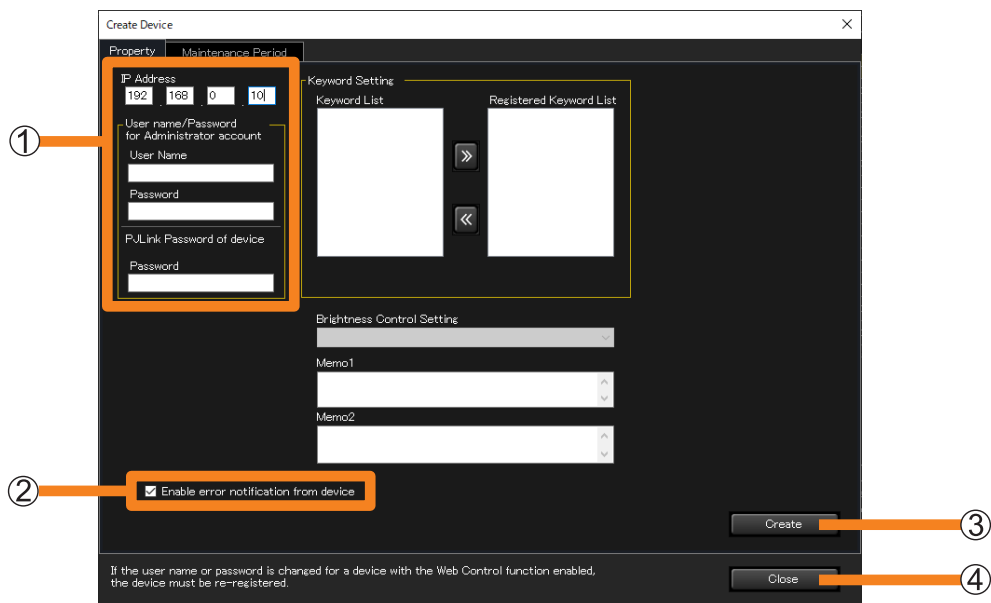 Create Device
Property Maintenance Period
IP Address
192 . 168 . 0 . 10
User name/Password
for Administrator account
User Name
Password
PJLink Password of device
Password
Keyword Setting
Keyword List
Registered Keyword List
Brightness Control Setting
Memo1
Memo2
Enable error notification from device
Create
If the user name or password is changed for a device with the Web Control function enabled,
the device must be re-registered.
Close
①
②
③
④